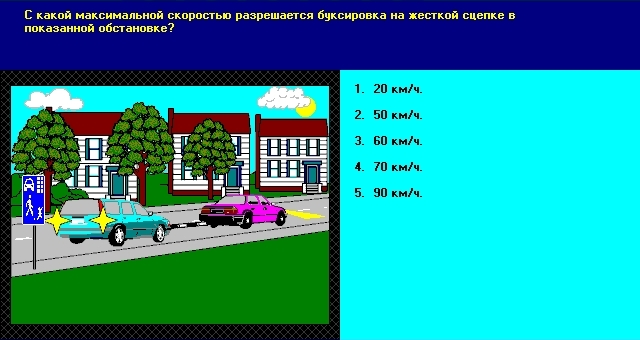 С какой максимальной скоростью разрешается буксировка на жесткой сцепке в
показанной обстановке?
1. 20 км/ч.
2. 50 км/ч.
3. 60 км/ч.
4. 70 км/ч.
5. 90 км/ч.